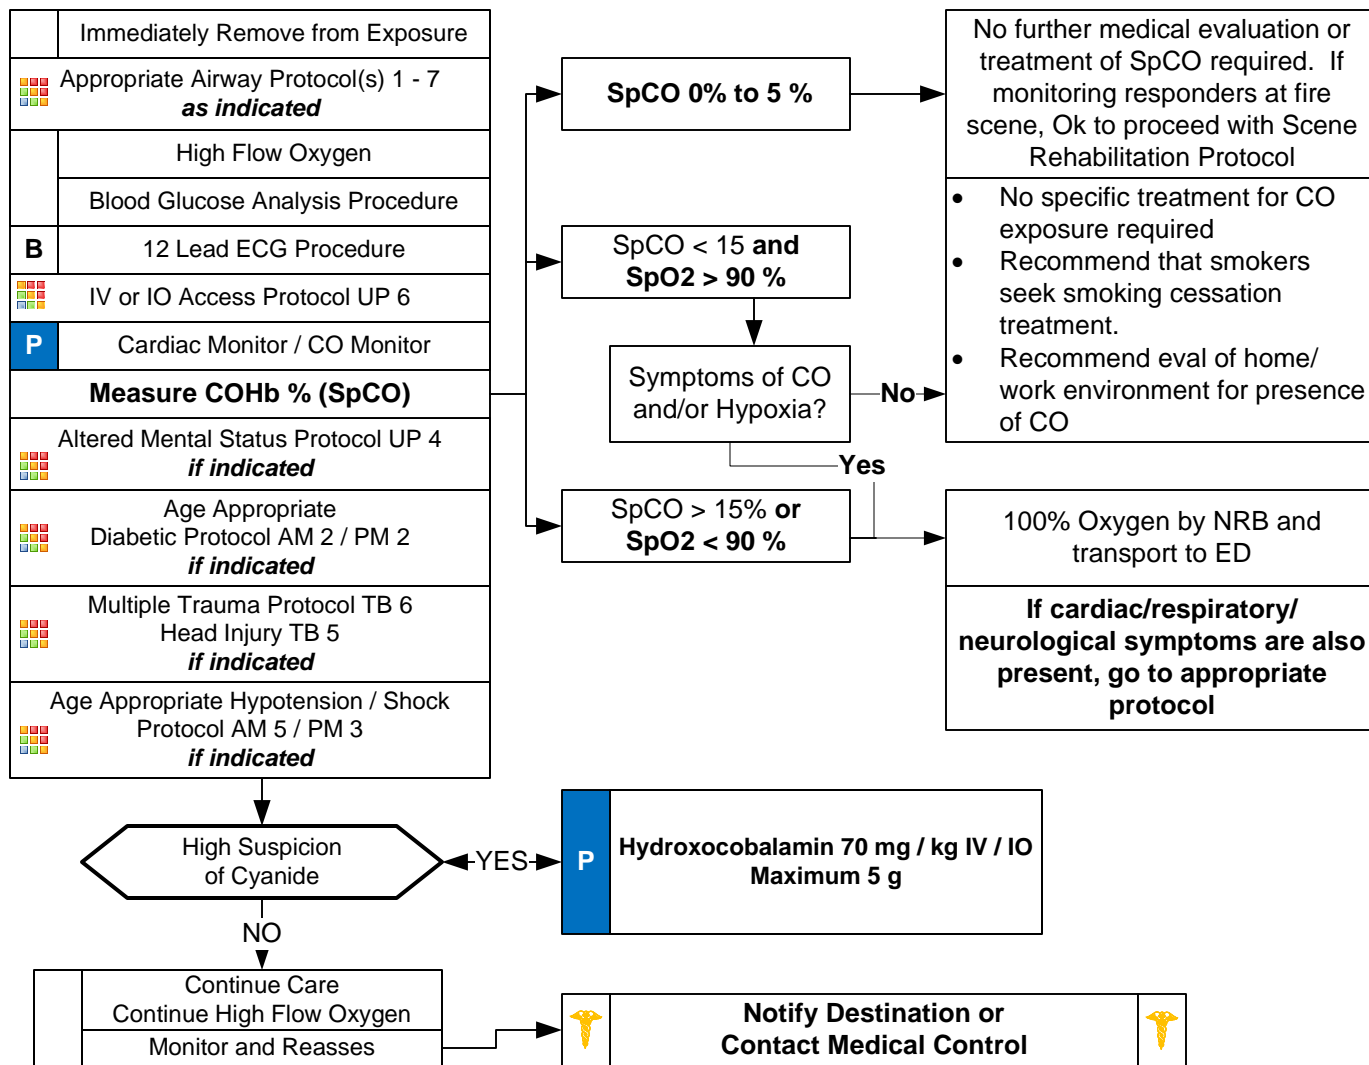 Immediately Remove from Exposure
Appropriate Airway Protocol(s) 1 - 7
as indicated
High Flow Oxygen
Blood Glucose Analysis Procedure
B
12 Lead ECG Procedure
IV or IO Access Protocol UP 6
P
Cardiac Monitor / CO Monitor
Measure COHb % (SpCO)
Altered Mental Status Protocol UP 4
if indicated
Age Appropriate
Diabetic Protocol AM 2 / PM 2
if indicated
Multiple Trauma Protocol TB 6
Head Injury TB 5
if indicated
Age Appropriate Hypotension / Shock
Protocol AM 5 / PM 3
if indicated
SpCO 0% to 5 %
No further medical evaluation or
treatment of SpCO required. If
monitoring responders at fire
scene, Ok to proceed with Scene
Rehabilitation Protocol
SpCO < 15 and
SpO2 > 90 %
Symptoms of CO
and/or Hypoxia?
No
• No specific treatment for CO
exposure required
• Recommend that smokers
seek smoking cessation
treatment.
• Recommend eval of home/
work environment for presence
of CO
Yes
SpCO > 15% or
SpO2 < 90 %
100% Oxygen by NRB and
transport to ED
If cardiac/respiratory/
neurological symptoms are also
present, go to appropriate
protocol
High Suspicion
of Cyanide
YES
P
Hydroxocobalamin 70 mg / kg IV / IO
Maximum 5 g
NO
Continue Care
Continue High Flow Oxygen
Monitor and Reasses
Notify Destination or
Contact Medical Control